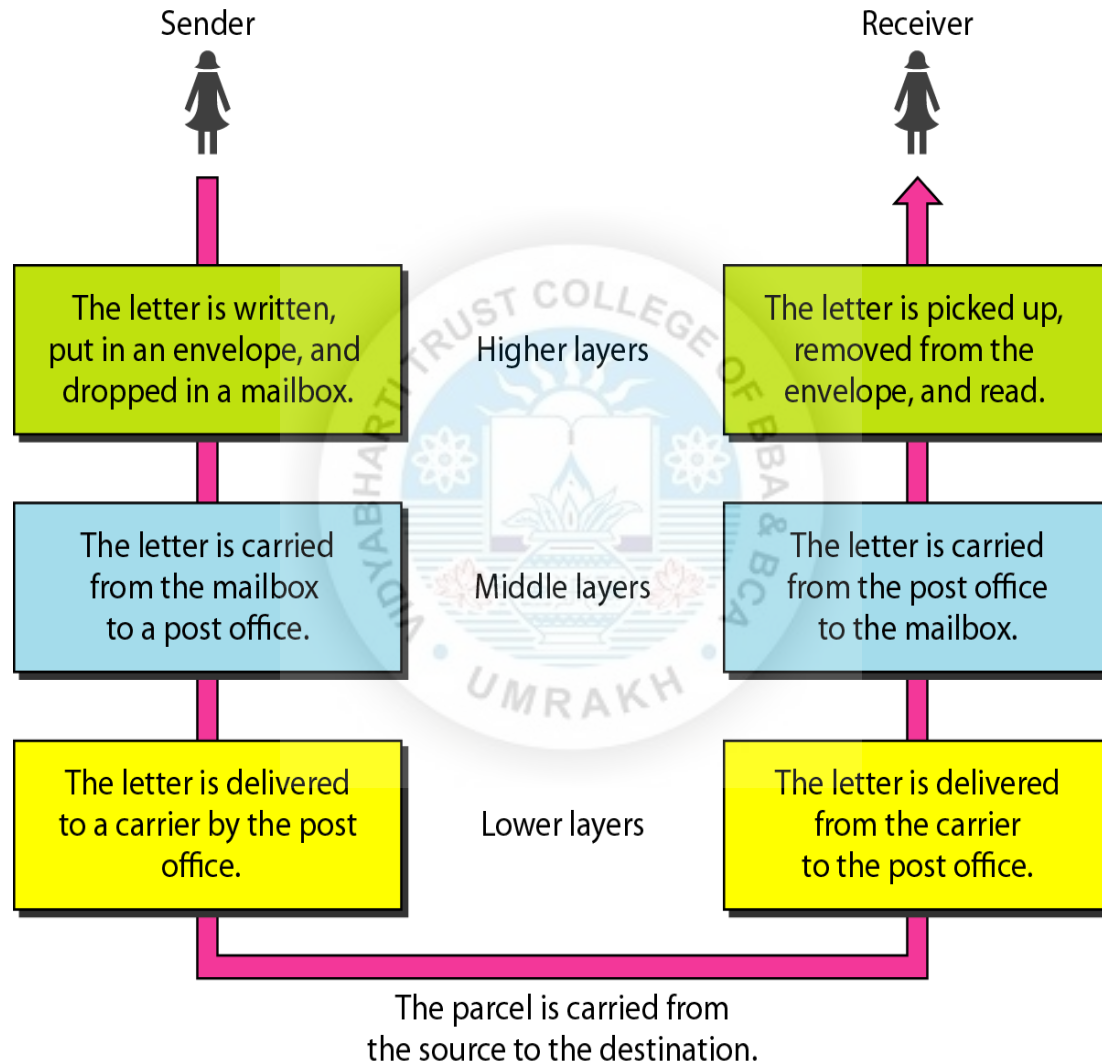 Sender
Receiver
The letter is written,
put in an envelope, and
dropped in a mailbox.
Higher layers
The letter is picked up,
removed from the
envelope, and read.
The letter is carried
from the mailbox
to a post office.
Middle layers
The letter is carried
from the post office
to the mailbox.
The letter is delivered
to a carrier by the post
office.
Lower layers
The letter is delivered
from the carrier
to the post office.
The parcel is carried from
the source to the destination.
VIDYABHARTI TRUST COLLEGE OF BBA & BCA
UMRAKH